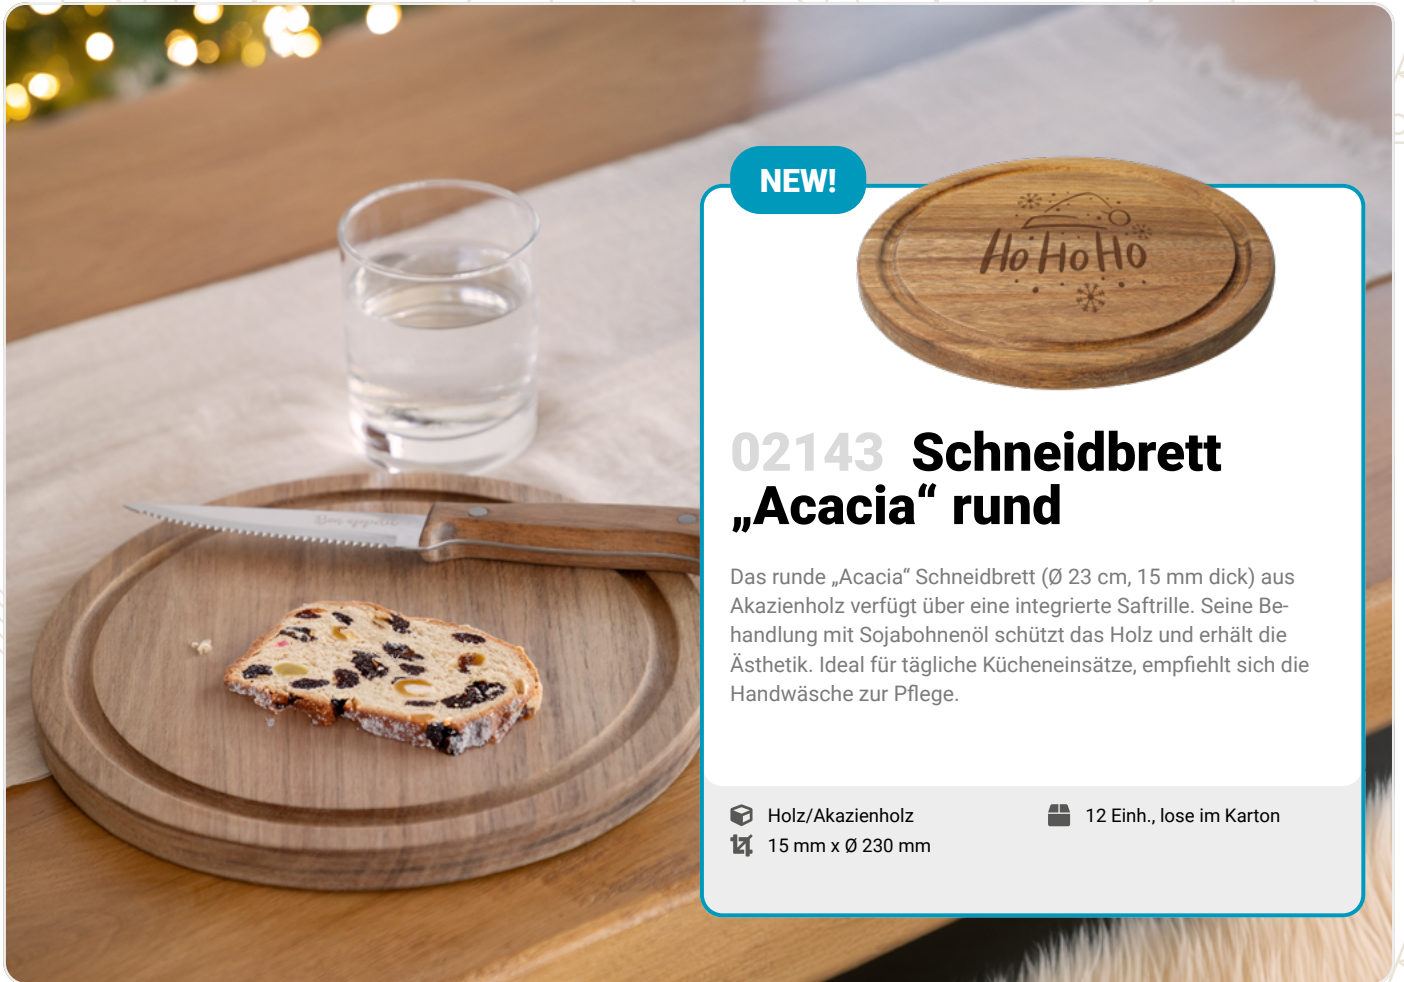 NEW!
Ho Ho Ho
02143 Schneidbrett
„Acacia“ rund
Das runde „Acacia“ Schneidbrett (Ø 23 cm, 15 mm dick) aus
Akazienholz verfügt über eine integrierte Saftrille. Seine Be-
handlung mit Sojabohnenöl schützt das Holz und erhält die
Ästhetik. Ideal für tägliche Kücheneinsätze, empfiehlt sich die
Handwäsche zur Pflege.
Holz/Akazienholz
12 Einh., lose im Karton
15 mm x Ø 230 mm